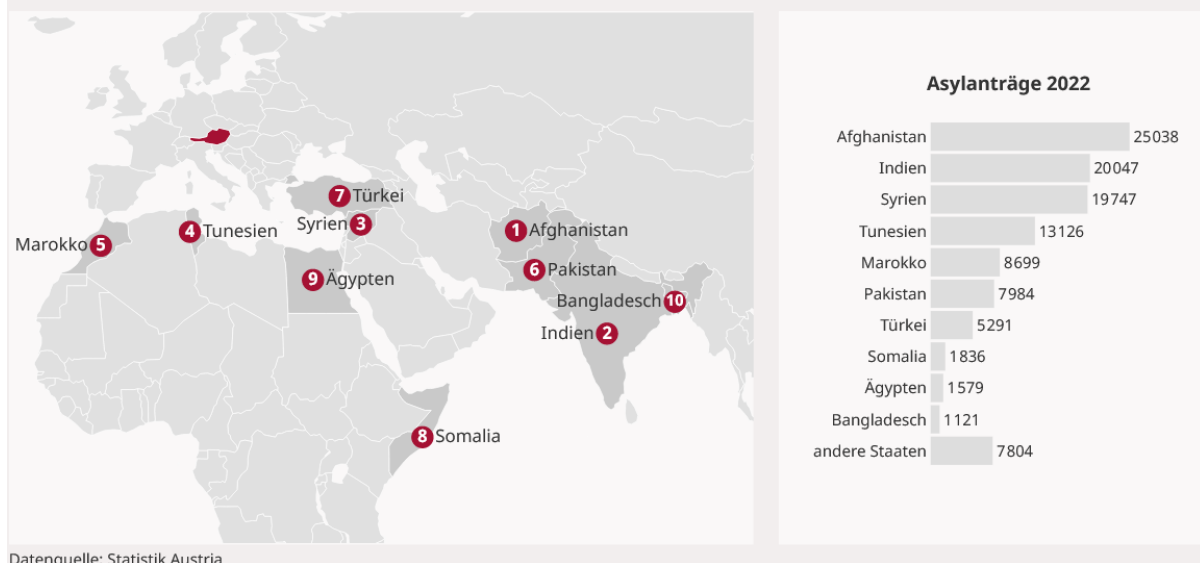 7 Türkei
Syrien 3
4 Tunesien
1 Afghanistan
Marokko 5
6 Pakistan
9 Ägypten
Bangladesch 10
Indien 2
8 Somalia
Asylanträge 2022
Afghanistan 25038
Indien 20047
Syrien 19747
Tunesien 13126
Marokko 8699
Pakistan 7984
Türkei 5291
Somalia 1836
Ägypten 1579
Bangladesch 1121
andere Staaten 7804
Datenquelle: Statistik Austria